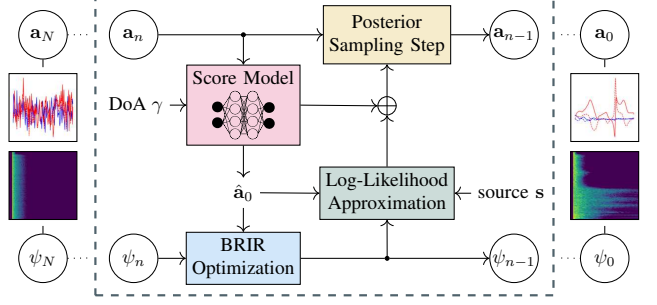 𝐚_N
𝐚_n
Posterior
Sampling Step
𝐚_{n−1}
𝐚_0
Score Model
DoA γ
â_0
Log-Likelihood
Approximation
source 𝐬
ψ_N
ψ_n
BRIR
Optimization
ψ_{n−1}
ψ_0